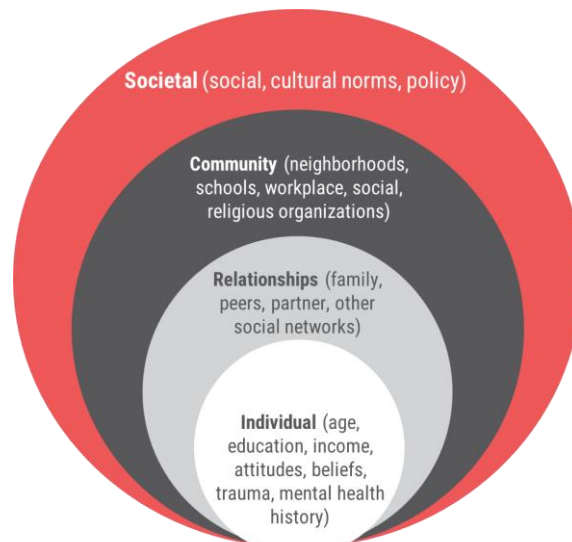 Societal (social, cultural norms, policy)
Community (neighborhoods,
schools, workplace, social,
religious organizations)
Relationships (family,
peers, partner, other
social networks)
Individual (age,
education, income,
attitudes, beliefs,
trauma, mental health
history)